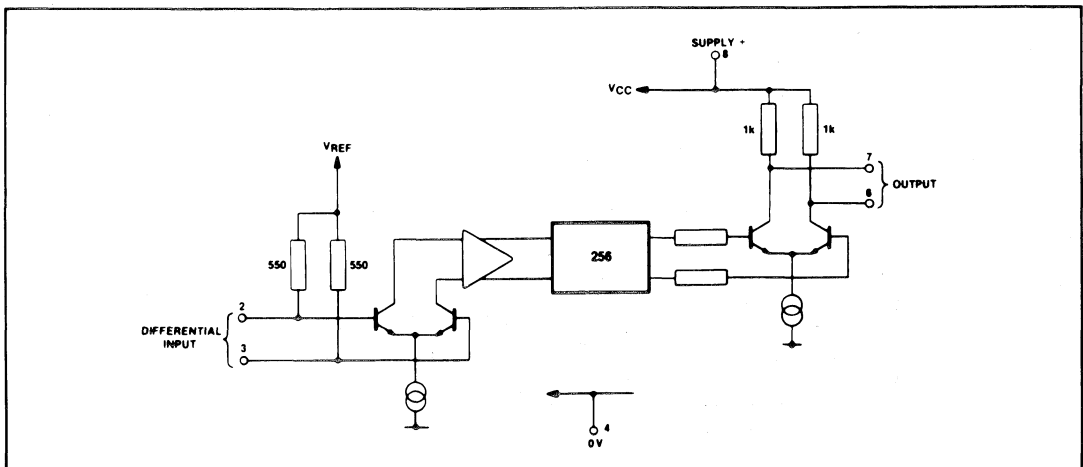 SUPPLY +
8
VCC
1k
1k
7
OUTPUT
6
VREF
550
550
256
2
DIFFERENTIAL
INPUT
3
4
0V